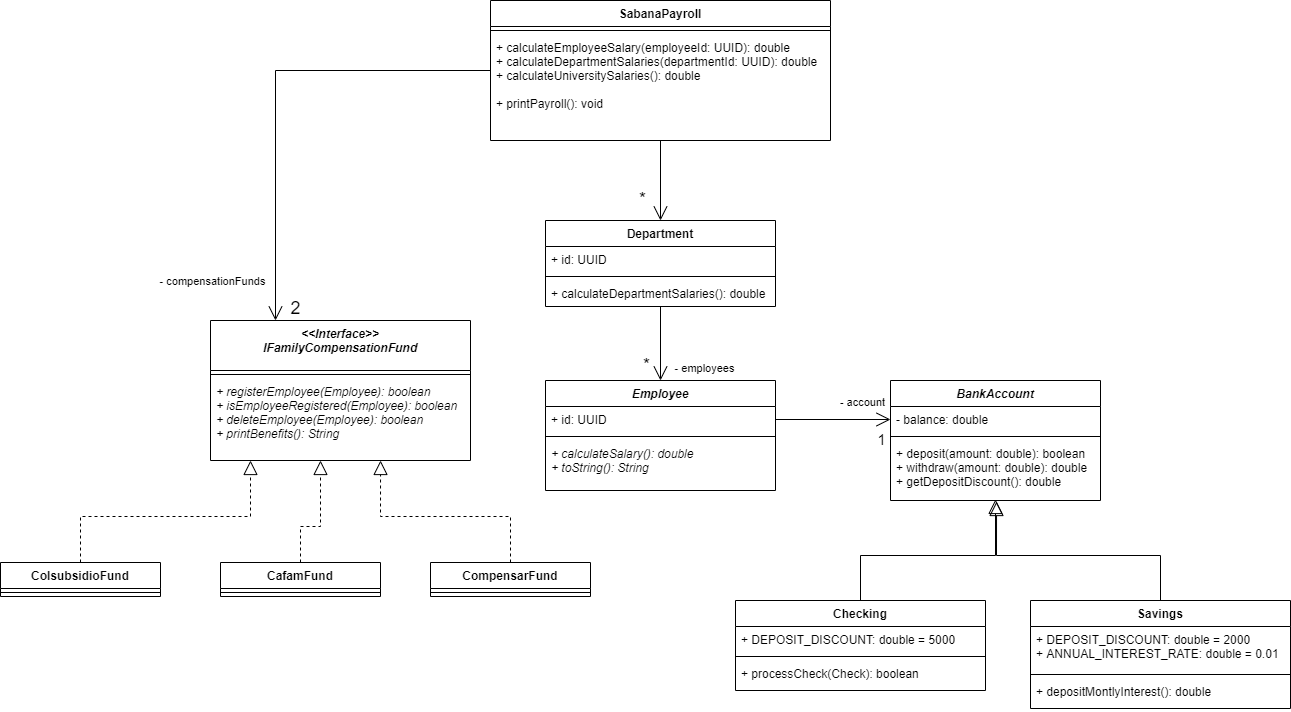 SabanaPayroll
+ calculateEmployeeSalary(employeeId: UUID): double
+ calculateDepartmentSalaries(departmentId: UUID): double
+ calculateUniversitySalaries(): double
+ printPayroll(): void
*
Department
+ id: UUID
+ calculateDepartmentSalaries(): double
- compensationFunds
2
<<Interface>>
IFamilyCompensationFund
+ registerEmployee(Employee): boolean
+ isEmployeeRegistered(Employee): boolean
+ deleteEmployee(Employee): boolean
+ printBenefits(): String
*
- employees
Employee
+ id: UUID
+ calculateSalary(): double
+ toString(): String
- account
1
BankAccount
- balance: double
+ deposit(amount: double): boolean
+ withdraw(amount: double): double
+ getDepositDiscount(): double
ColsubsidioFund
CafamFund
CompensarFund
Checking
+ DEPOSIT_DISCOUNT: double = 5000
+ processCheck(Check): boolean
Savings
+ DEPOSIT_DISCOUNT: double = 2000
+ ANNUAL_INTEREST_RATE: double = 0.01
+ depositMontlyInterest(): double